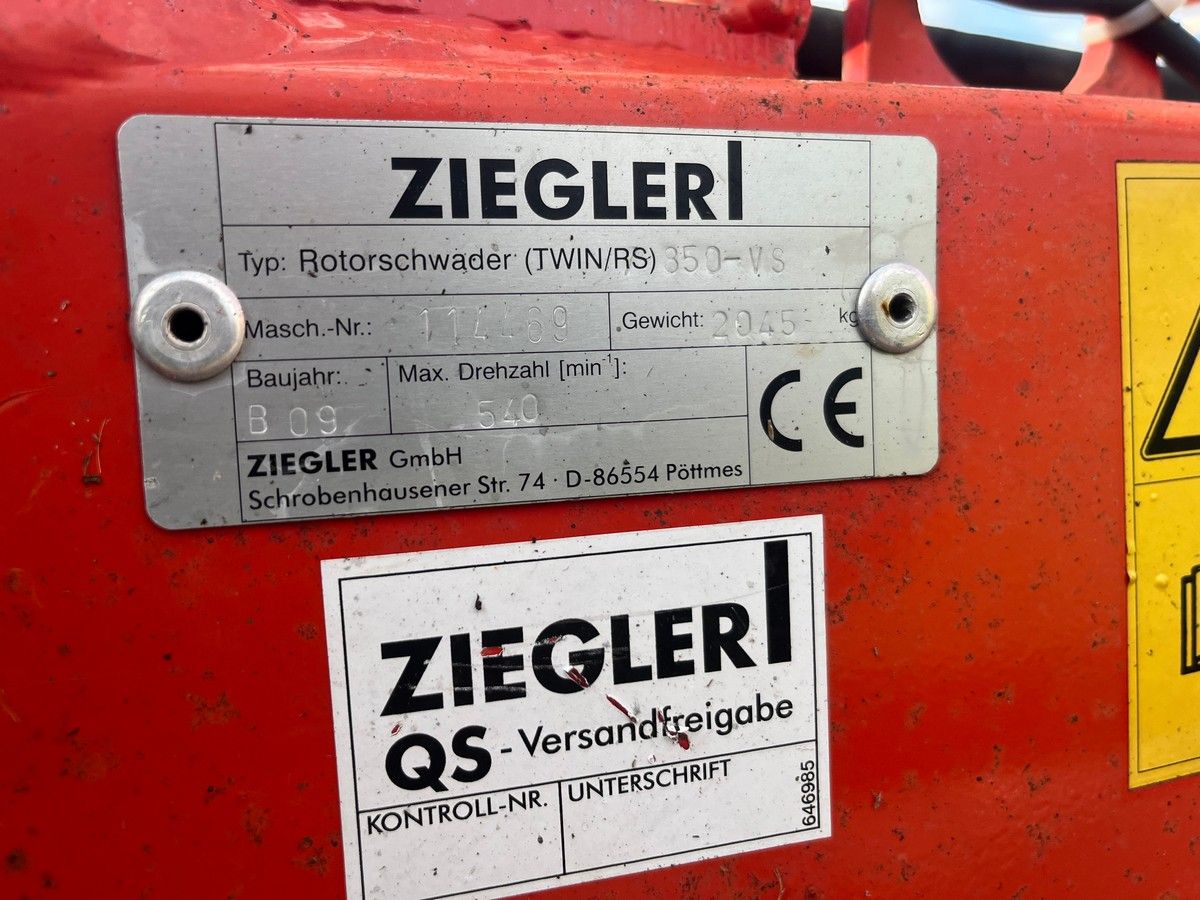 ZIEGLER
Typ: Rotorschwader (TWIN/RS) 850-VS
Masch.-Nr.: Gewicht: 2045 kg
Baujahr: Max. Drehzahl [min⁻¹]:
B 09 540
CE
ZIEGLER GmbH
Schrobenhausener Str. 74 · D-86554 Pöttmes
ZIEGLER
QS - Versandfreigabe
KONTROLL-NR. UNTERSCHRIFT
646985